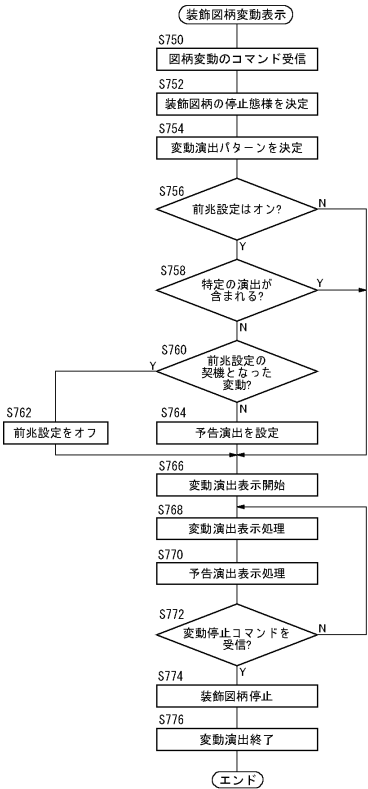 装飾図柄変動表示
S750
図柄変動のコマンド受信
S752
装飾図柄の停止態様を決定
S754
変動演出パターンを決定
S756
前兆設定はオン?
N
Y
S758
特定の演出が
含まれる?
Y
N
S760
前兆設定の
契機となった
変動?
Y
N
S762
前兆設定をオフ
S764
予告演出を設定
S766
変動演出表示開始
S768
変動演出表示処理
S770
予告演出表示処理
S772
変動停止コマンドを
受信?
N
Y
S774
装飾図柄停止
S776
変動演出終了
エンド